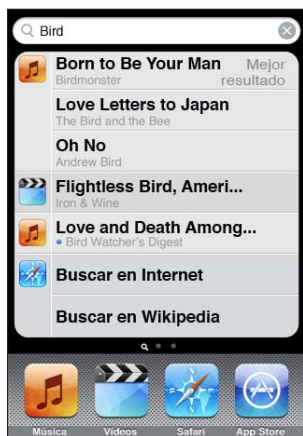 Bird
Born to Be Your Man Mejor
Birdmonster resultado
Love Letters to Japan
The Bird and the Bee
Oh No
Andrew Bird
Flightless Bird, Ameri...
Iron & Wine
Love and Death Among...
Bird Watcher's Digest
Buscar en Internet
Buscar en Wikipedia
Música Vídeos Safari App Store